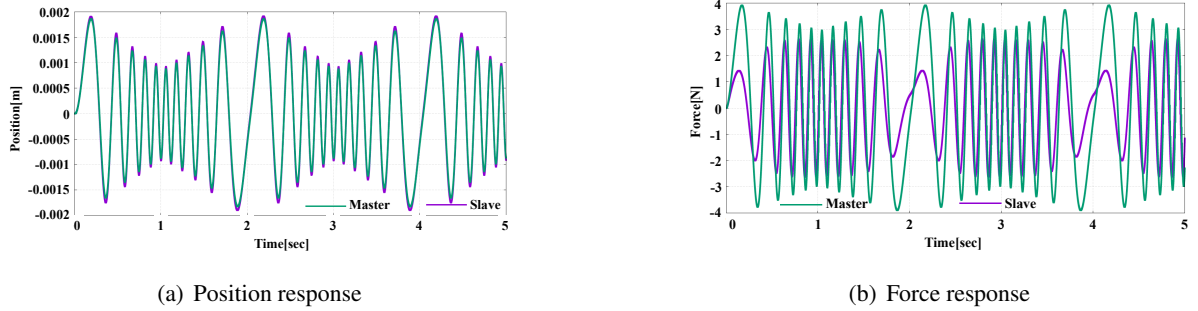 0.002
0.0015
0.001
0.0005
0
-0.0005
-0.001
-0.0015
-0.002
Position[m]
Master
Slave
0 1 2 3 4 5
Time[sec]
(a) Position response
4
3
2
1
0
-1
-2
-3
-4
Force[N]
Master
Slave
0 1 2 3 4 5
Time[sec]
(b) Force response